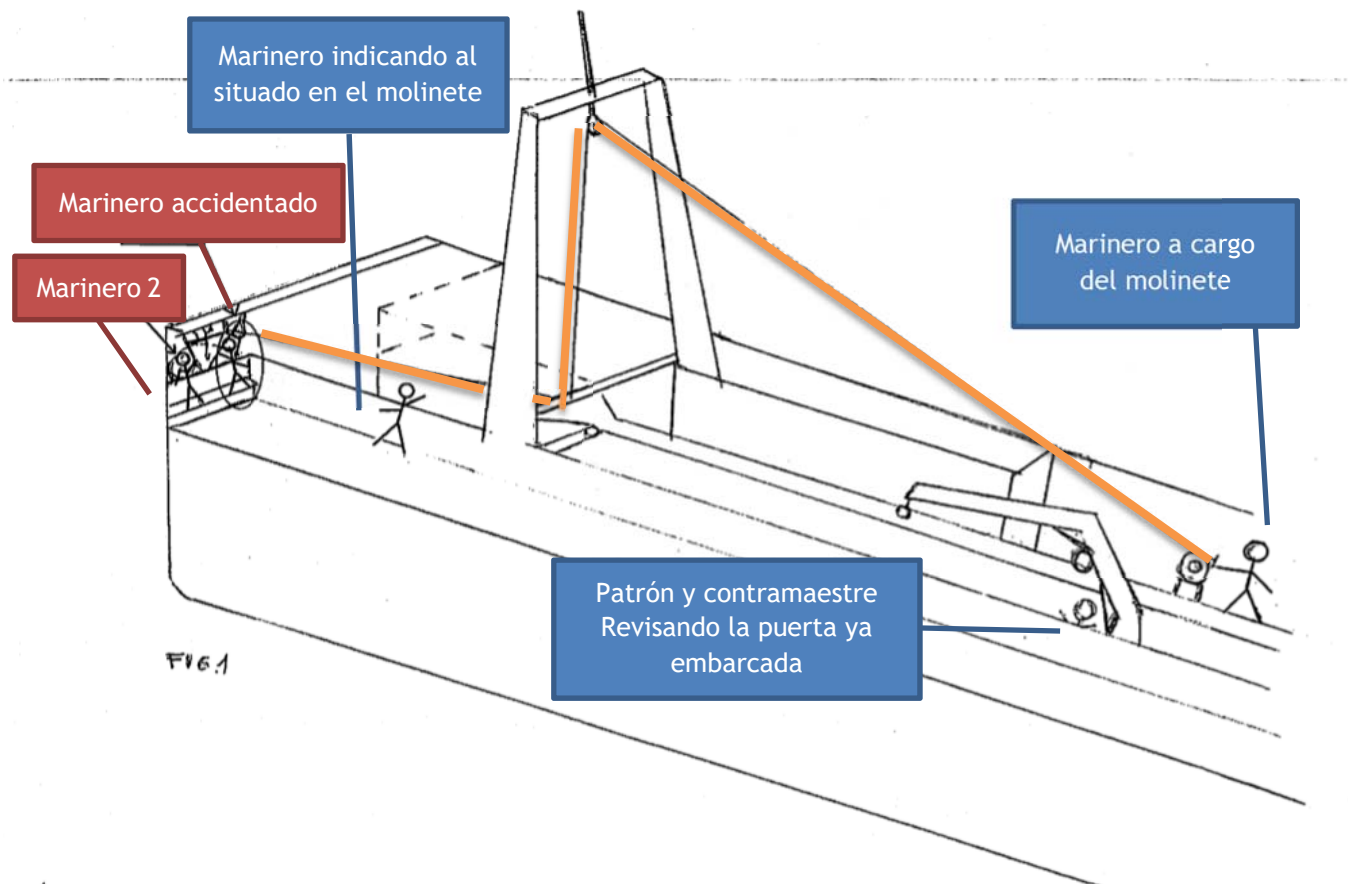 Marinero indicando al
situado en el molinete
Marinero accidentado
Marinero 2
Marinero a cargo
del molinete
Patrón y contramaestre
Revisando la puerta ya
embarcada
FIG.1